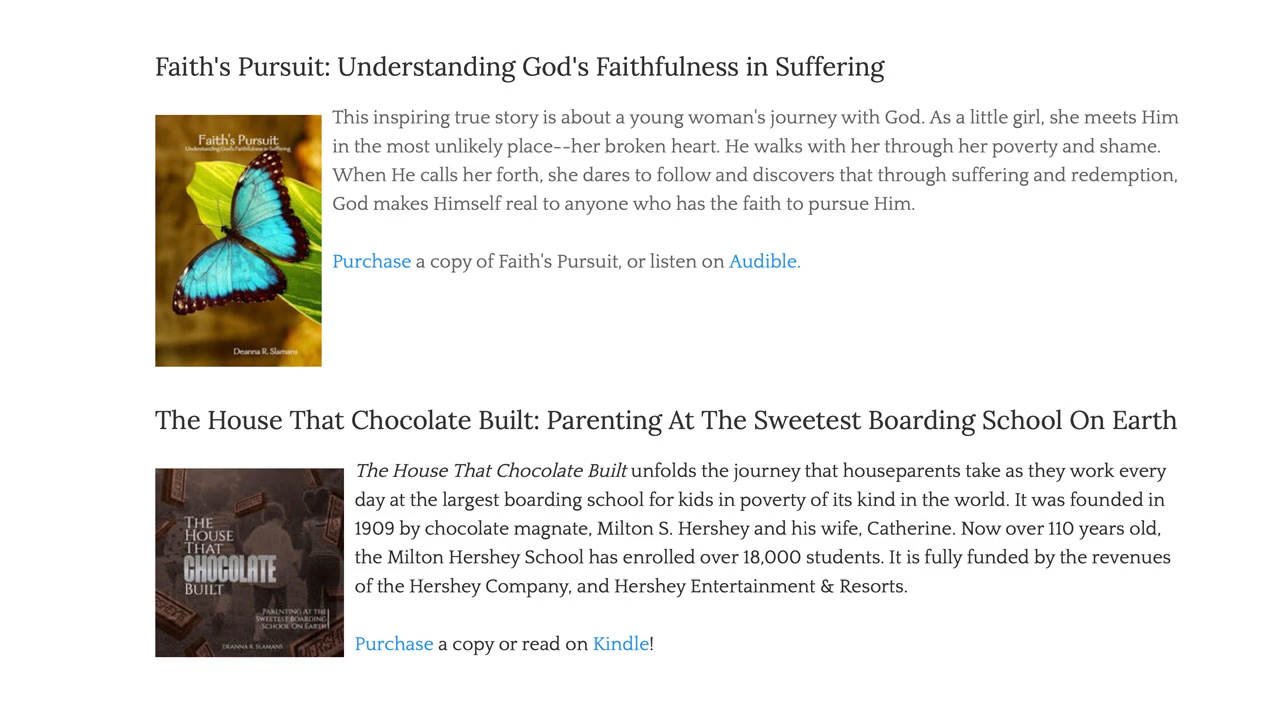 Faith's Pursuit: Understanding God's Faithfulness in Suffering
Faith's Pursuit
Understanding God's Faithfulness in Suffering
Deanna R. Slamans
This inspiring true story is about a young woman's journey with God. As a little girl, she meets Him
in the most unlikely place--her broken heart. He walks with her through her poverty and shame.
When He calls her forth, she dares to follow and discovers that through suffering and redemption,
God makes Himself real to anyone who has the faith to pursue Him.
Purchase a copy of Faith's Pursuit, or listen on Audible.
The House That Chocolate Built: Parenting At The Sweetest Boarding School On Earth
THE
HOUSE
THAT
CHOCOLATE
BUILT
PARENTING AT THE
SWEETEST BOARDING
SCHOOL ON EARTH
DEANNA R. SLAMANS
The House That Chocolate Built unfolds the journey that houseparents take as they work every
day at the largest boarding school for kids in poverty of its kind in the world. It was founded in
1909 by chocolate magnate, Milton S. Hershey and his wife, Catherine. Now over 110 years old,
the Milton Hershey School has enrolled over 18,000 students. It is fully funded by the revenues
of the Hershey Company, and Hershey Entertainment & Resorts.
Purchase a copy or read on Kindle!